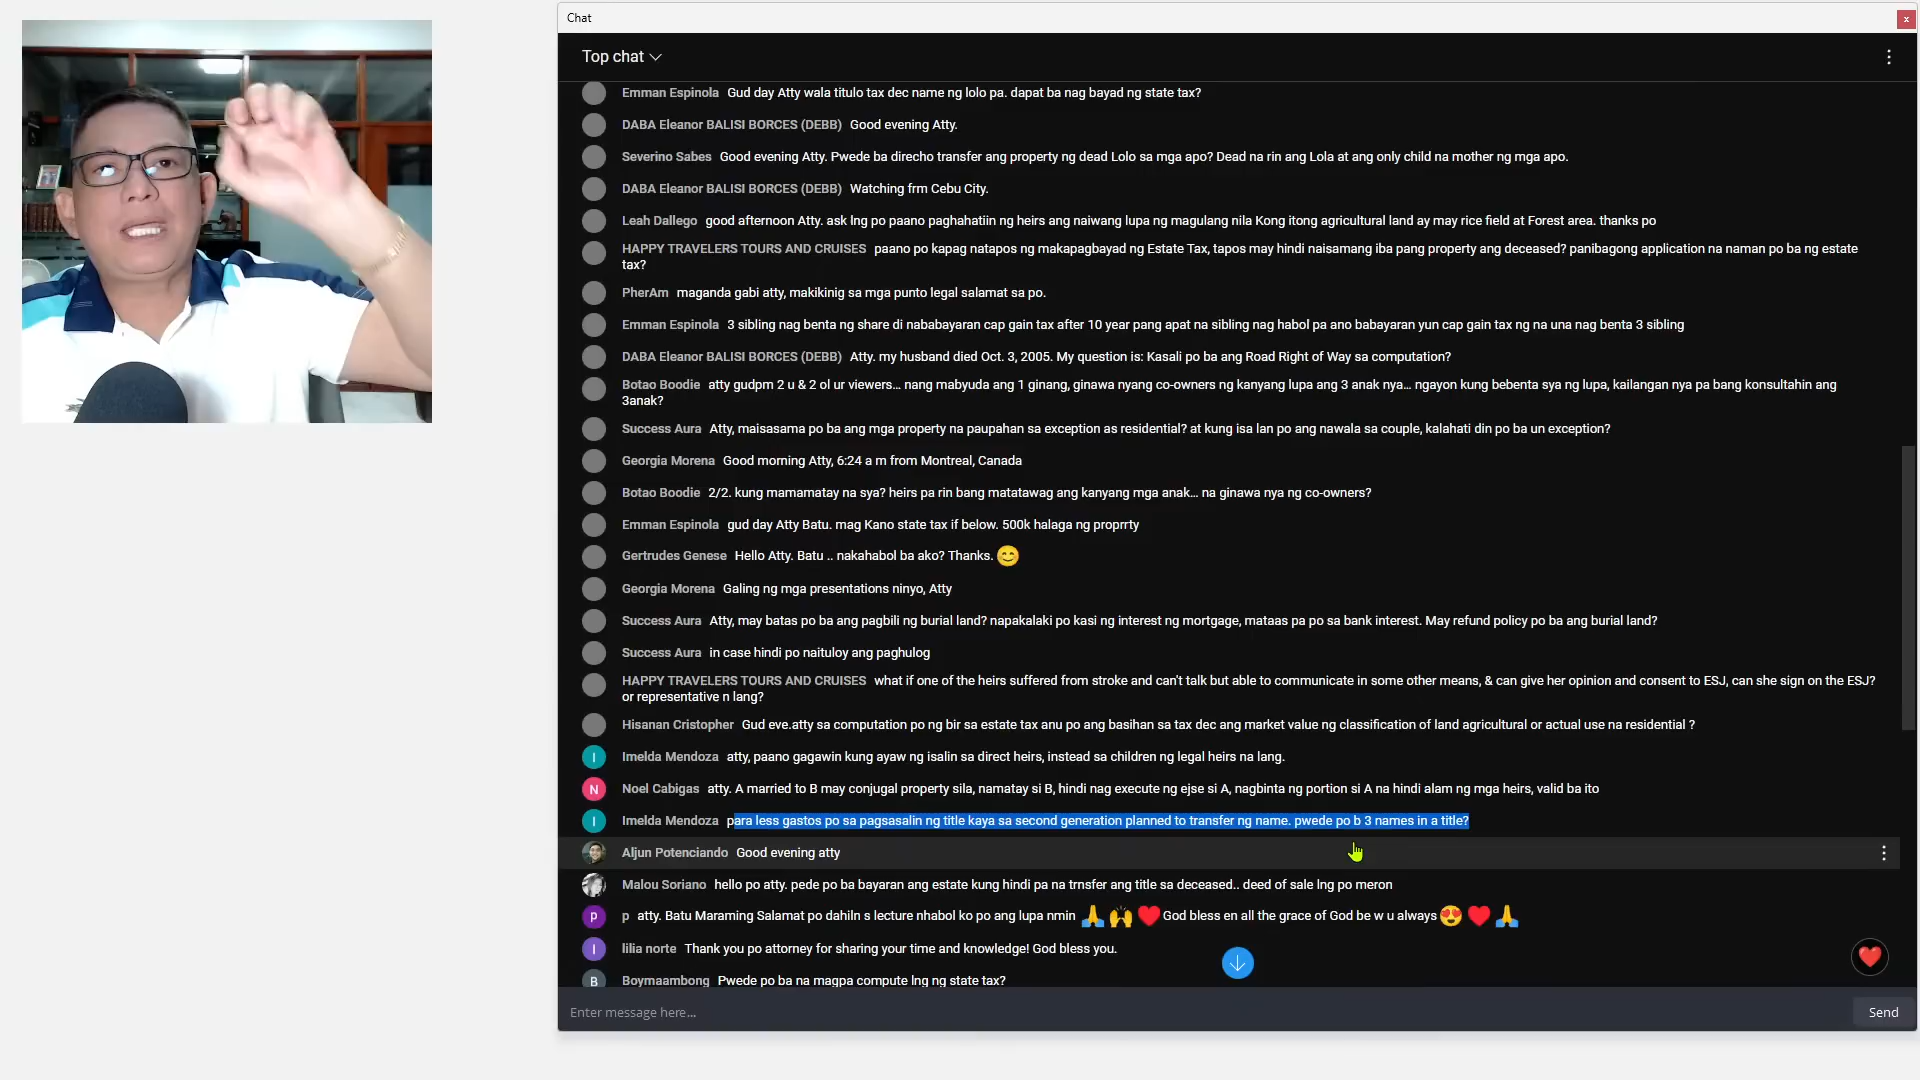 Chat
x
Top chat
Emman Espinola Gud day Atty wala titulo tax dec name ng lolo pa. dapat ba nag bayad ng state tax?
DABA Eleanor BALISI BORCES (DEBB) Good evening Atty.
Severino Sabes Good evening Atty. Pwede ba direcho transfer ang property ng dead Lolo sa mga apo? Dead na rin ang Lola at ang only child na mother ng mga apo.
DABA Eleanor BALISI BORCES (DEBB) Watching frm Cebu City.
Leah Dallego good afternoon Atty. ask lng po paano paghahatiin ng heirs ang naiwang lupa ng magulang nila Kong itong agricultural land ay may rice field at Forest area. thanks po
HAPPY TRAVELERS TOURS AND CRUISES paano po kapag natapos ng makapagbayad ng Estate Tax, tapos may hindi naisamang iba pang property ang deceased? panibagong application na naman po ba ng estate
tax?
PherAm maganda gabi atty, makikinig sa mga punto legal salamat sa po.
Emman Espinola 3 sibling nag benta ng share di nababayaran cap gain tax after 10 year pang apat na sibling nag habol pa ano babayaran yun cap gain tax ng na una nag benta 3 sibling
DABA Eleanor BALISI BORCES (DEBB) Atty. my husband died Oct. 3, 2005. My question is: Kasali po ba ang Road Right of Way sa computation?
Botao Boodie atty gudpm 2 u & 2 ol ur viewers... nang mabyuda ang 1 ginang, ginawa nyang co-owners ng kanyang lupa ang 3 anak nya... ngayon kung bebenta sya ng lupa, kailangan nya pa bang konsultahin ang
3anak?
Success Aura Atty, maisasama po ba ang mga property na paupahan sa exception as residential? at kung isa lan po ang nawala sa couple, kalahati din po ba un exception?
Georgia Morena Good morning Atty, 6:24 a m from Montreal, Canada
Botao Boodie 2/2. kung mamamatay na sya? heirs pa rin bang matatawag ang kanyang mga anak... na ginawa nya ng co-owners?
Emman Espinola gud day Atty Batu. mag Kano state tax if below. 500k halaga ng proprrty
Gertrudes Genese Hello Atty. Batu .. nakahabol ba ako? Thanks. 😊
Georgia Morena Galing ng mga presentations ninyo, Atty
Success Aura Atty, may batas po ba ang pagbili ng burial land? napakalaki po kasi ng interest ng mortgage, mataas pa po sa bank interest. May refund policy po ba ang burial land?
Success Aura in case hindi po naituloy ang paghulog
HAPPY TRAVELERS TOURS AND CRUISES what if one of the heirs suffered from stroke and can't talk but able to communicate in some other means, & can give her opinion and consent to ESJ, can she sign on the ESJ?
or representative n lang?
Hisanan Cristopher Gud eve.atty sa computation po ng bir sa estate tax anu po ang basihan sa tax dec ang market value ng classification of land agricultural or actual use na residential ?
I Imelda Mendoza atty, paano gagawin kung ayaw ng isalin sa direct heirs, instead sa children ng legal heirs na lang.
N Noel Cabigas atty. A married to B may conjugal property sila, namatay si B, hindi nag execute ng ejse si A, nagbinta ng portion si A na hindi alam ng mga heirs, valid ba ito
I Imelda Mendoza para less gastos po sa pagsasalin ng title kaya sa second generation planned to transfer ng name. pwede po b 3 names in a title?
Aljun Potenciando Good evening atty
Malou Soriano hello po atty. pede po ba bayaran ang estate kung hindi pa na trnsfer ang title sa deceased.. deed of sale lng po meron
p p atty. Batu Maraming Salamat po dahiln s lecture nhabol ko po ang lupa nmin 🙏🙌❤️God bless en all the grace of God be w u always😍❤️🙏
l lilia norte Thank you po attorney for sharing your time and knowledge! God bless you.
B Boymaambong Pwede po ba na magpa compute lng ng state tax?
Enter message here...
Send